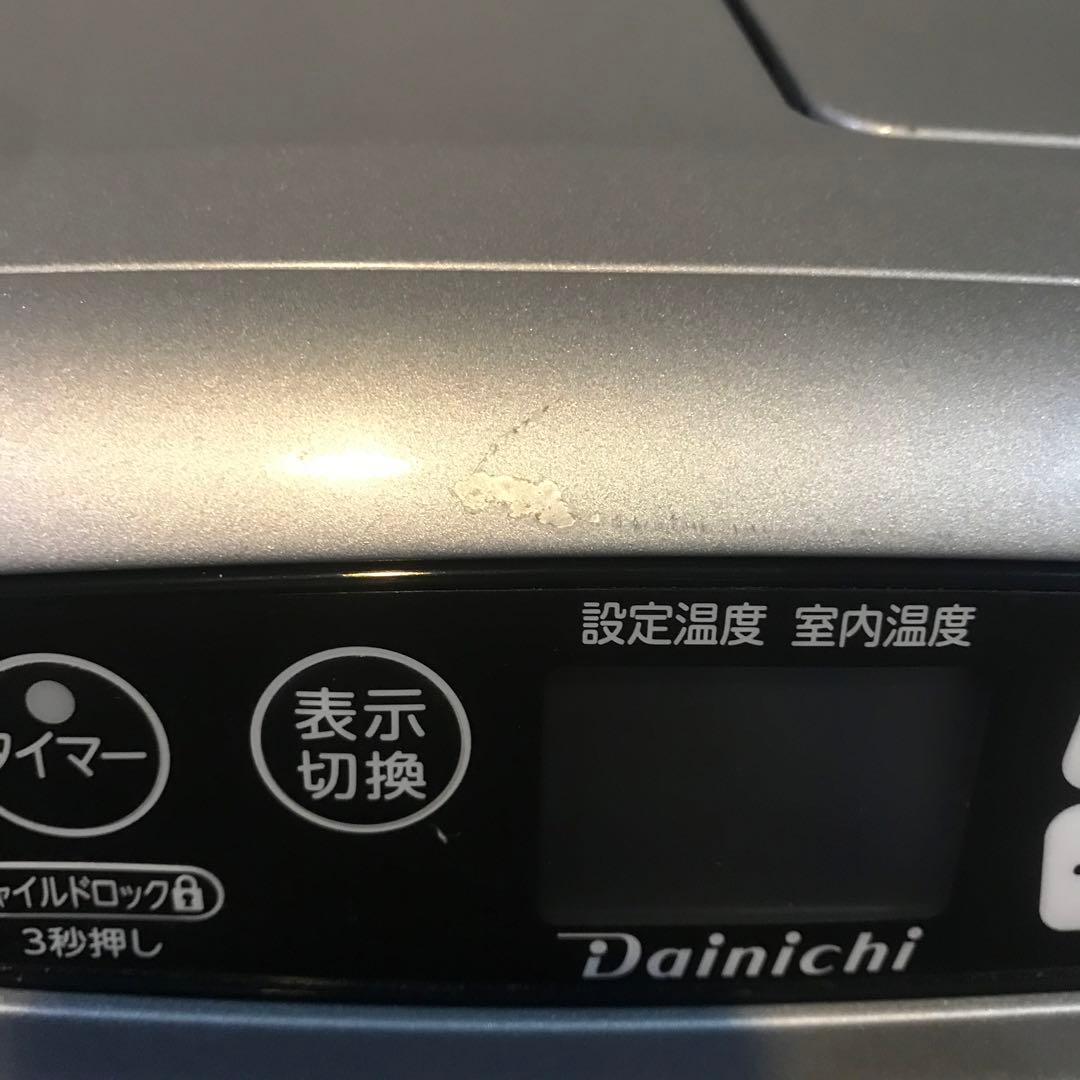 設定温度 室内温度
タイマー
表示
切換
ャイルドロック
3秒押し
Dainichi